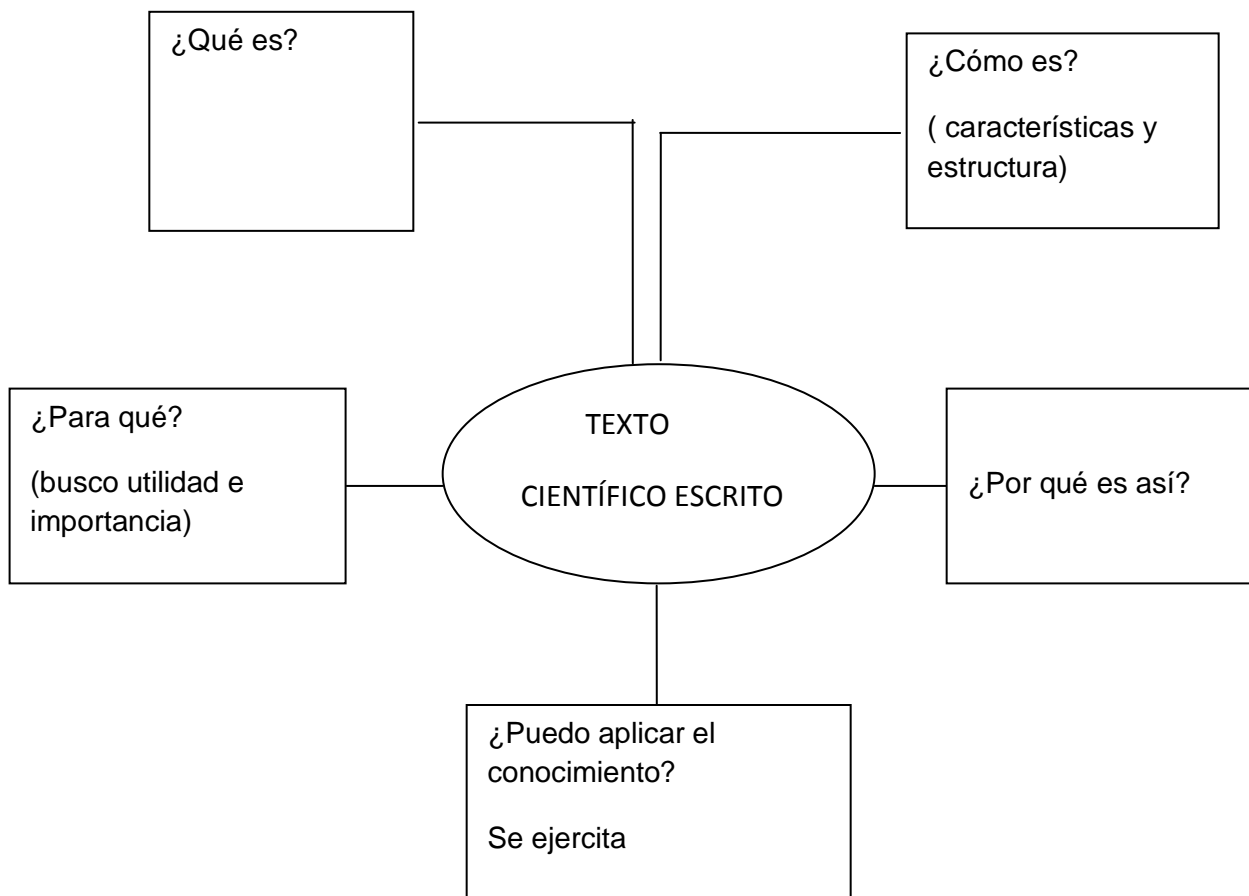 ¿Qué es?
¿Cómo es?
( características y
estructura)
¿Para qué?
(busco utilidad e
importancia)
TEXTO
CIENTÍFICO ESCRITO
¿Por qué es así?
¿Puedo aplicar el
conocimiento?
Se ejercita